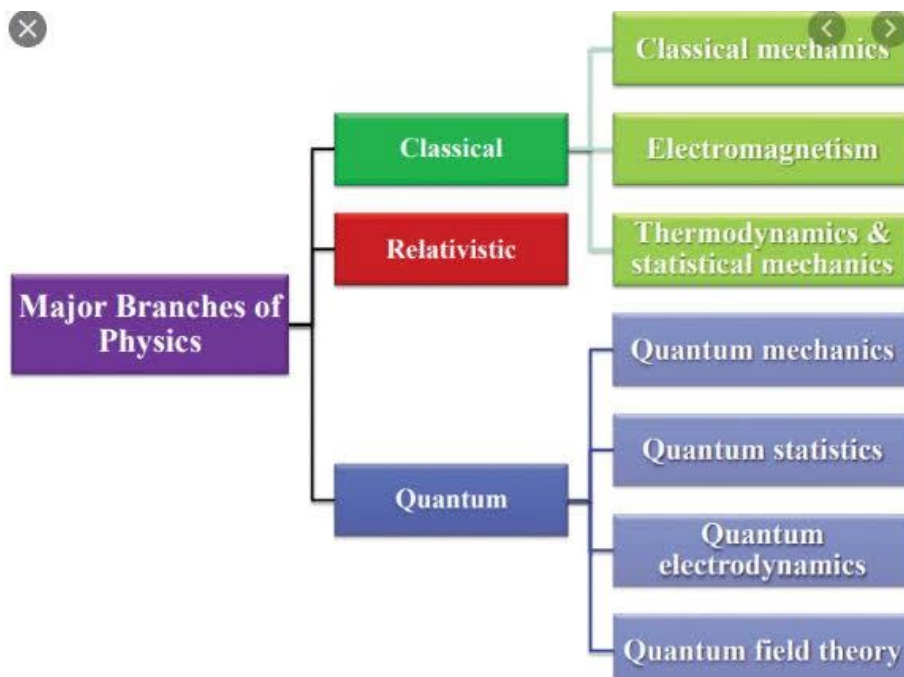 Classical mechanics
Classical
Electromagnetism
Relativistic
Thermodynamics &
statistical mechanics
Major Branches of
Physics
Quantum mechanics
Quantum statistics
Quantum
Quantum
electrodynamics
Quantum field theory